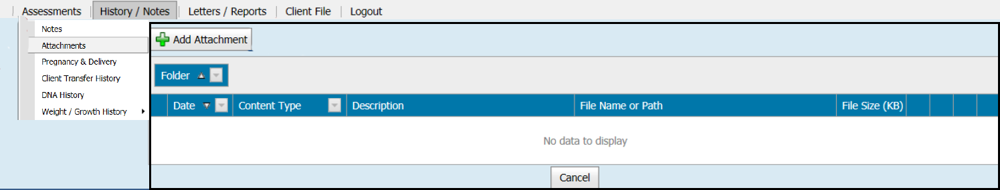 Assessments History / Notes Letters / Reports Client File Logout
Notes
Attachments
Pregnancy & Delivery
Client Transfer History
DNA History
Weight / Growth History
Add Attachment
Folder
Date Content Type Description File Name or Path File Size (KB)
No data to display
Cancel